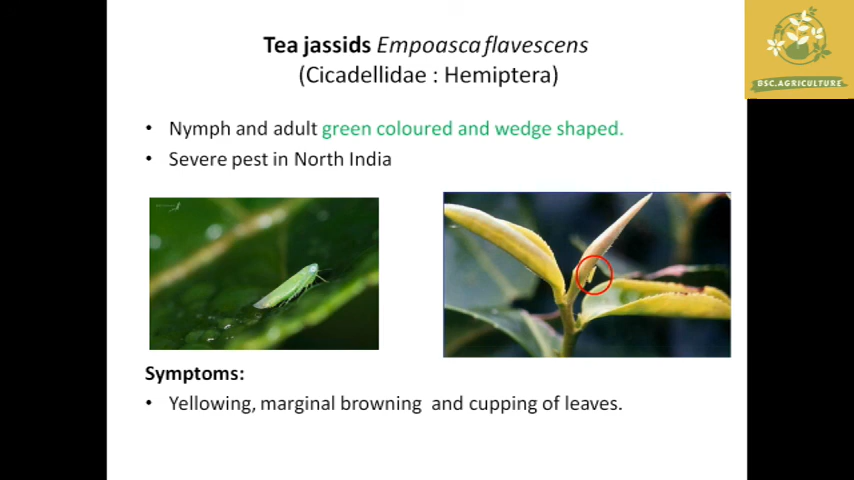 Tea jassids Empoasca flavescens
(Cicadellidae : Hemiptera)
BSC.AGRICULTURE
• Nymph and adult green coloured and wedge shaped.
• Severe pest in North India
Symptoms:
• Yellowing, marginal browning and cupping of leaves.